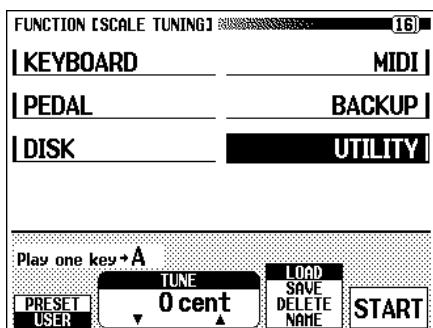 FUNCTION [SCALE TUNING] 16
KEYBOARD MIDI
PEDAL BACKUP
DISK UTILITY
Play one key→A
TUNE
0 cent
▼ ▲
PRESET
USER
LOAD
SAVE
DELETE
NAME
START